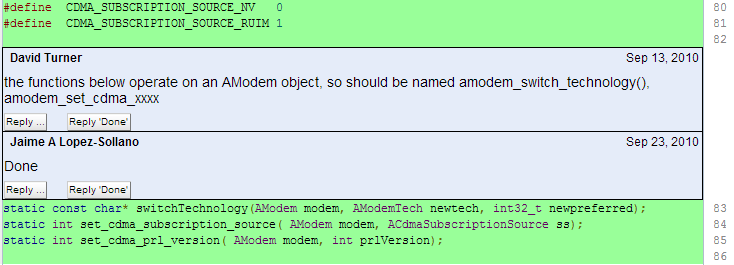 #define  CDMA_SUBSCRIPTION_SOURCE_NV   0 80
#define  CDMA_SUBSCRIPTION_SOURCE_RUIM 1 81
82
David Turner Sep 13, 2010
the functions below operate on an AModem object, so should be named amodem_switch_technology(),
amodem_set_cdma_xxxx
Reply ... Reply 'Done'
Jaime A Lopez-Sollano Sep 23, 2010
Done
Reply ... Reply 'Done'
static const char* switchTechnology(AModem modem, AModemTech newtech, int32_t newpreferred); 83
static int set_cdma_subscription_source( AModem modem, ACdmaSubscriptionSource ss); 84
static int set_cdma_prl_version( AModem modem, int prlVersion); 85
86